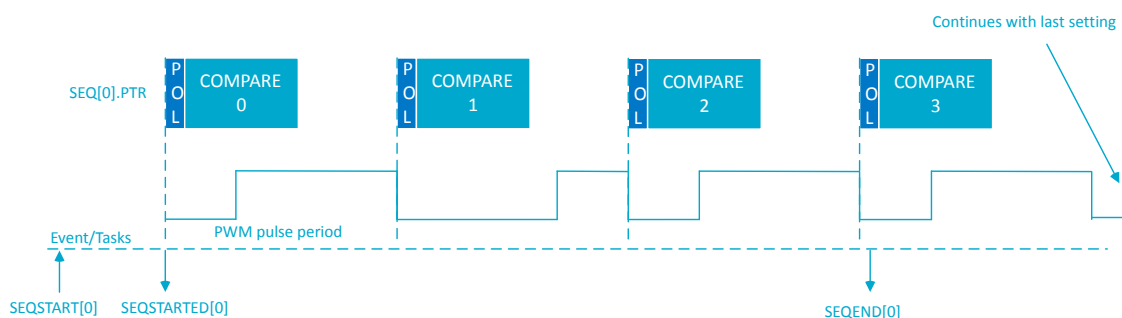 Continues with last setting
SEQ[0].PTR
P
O
L
COMPARE
0
P
O
L
COMPARE
1
P
O
L
COMPARE
2
P
O
L
COMPARE
3
Event/Tasks
PWM pulse period
SEQSTART[0]
SEQSTARTED[0]
SEQEND[0]